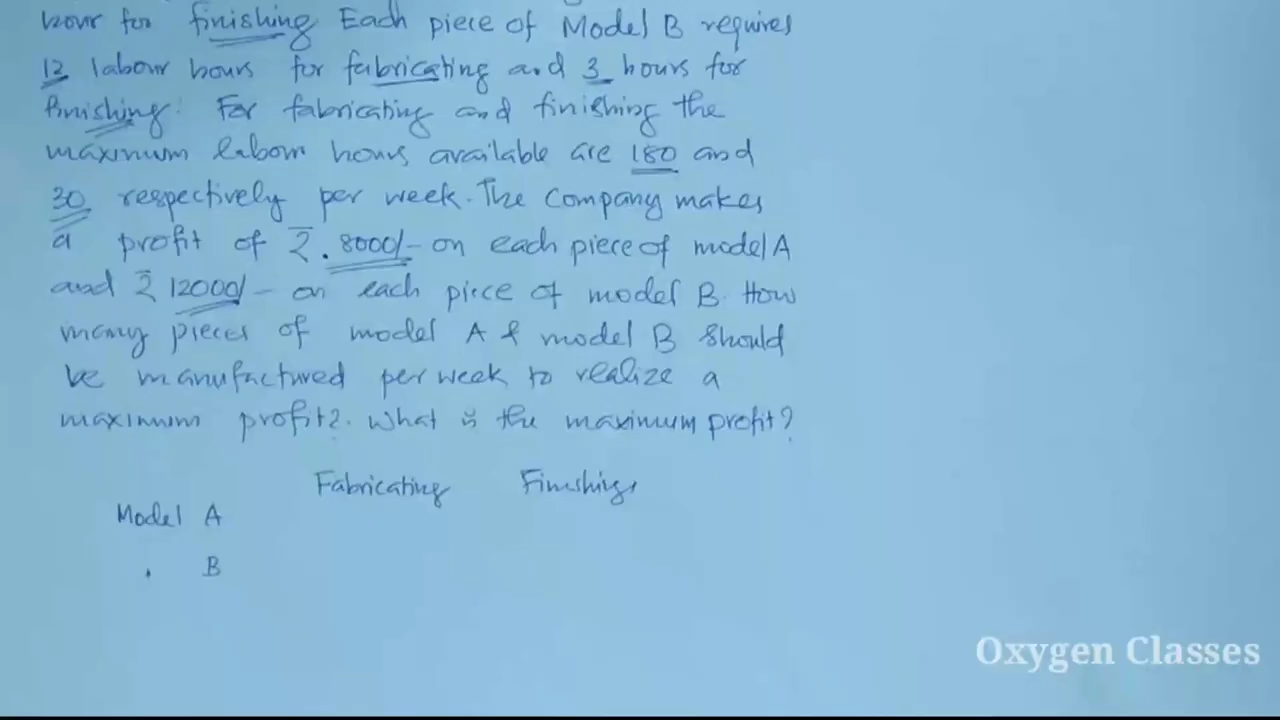 hour for finishing Each piece of Model B requires
12 labour hours for fabricating and 3 hours for
finishing. For fabricating and finishing the
maximum labour hours available are 180 and
30 respectively per week. The Company makes
a profit of ₹.8000/- on each piece of model A
and ₹ 12000/- on each piece of model B. How
many pieces of model A & model B Should
be manufactured per week to realize a
maximum profit? What is the maximum profit?
Fabricating Finishing
Model A
B
Oxygen Classes